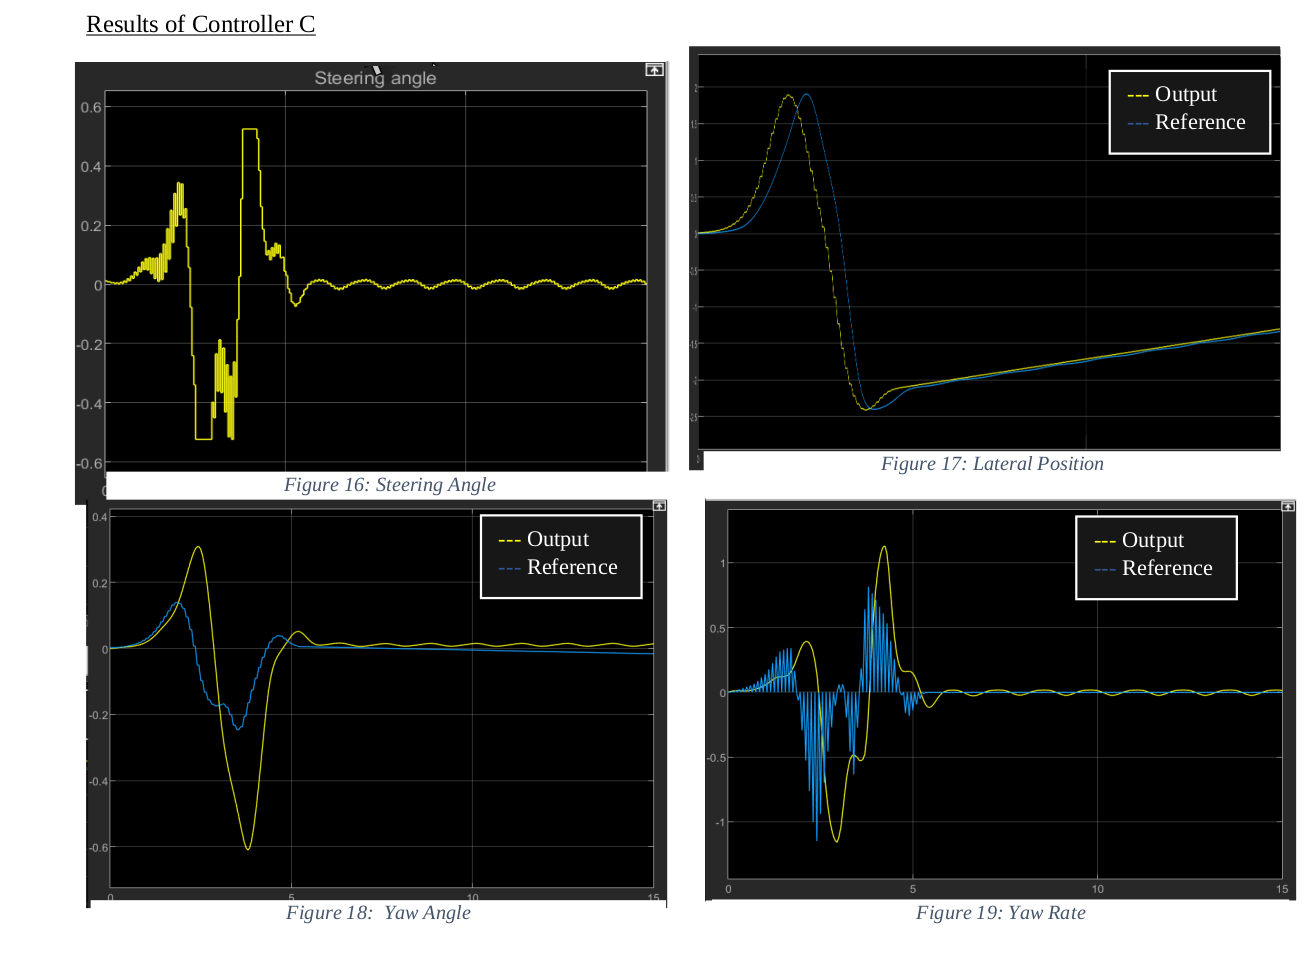 Results of Controller C
Steering angle
0.6
0.4
0.2
0
-0.2
-0.4
-0.6
Output
Reference
Figure 16: Steering Angle
Figure 17: Lateral Position
0.4
0.2
0
-0.2
-0.4
-0.6
0 5 10 15
Output
Reference
Figure 18: Yaw Angle
1
0.5
0
-0.5
-1
0 5 10 15
Output
Reference
Figure 19: Yaw Rate